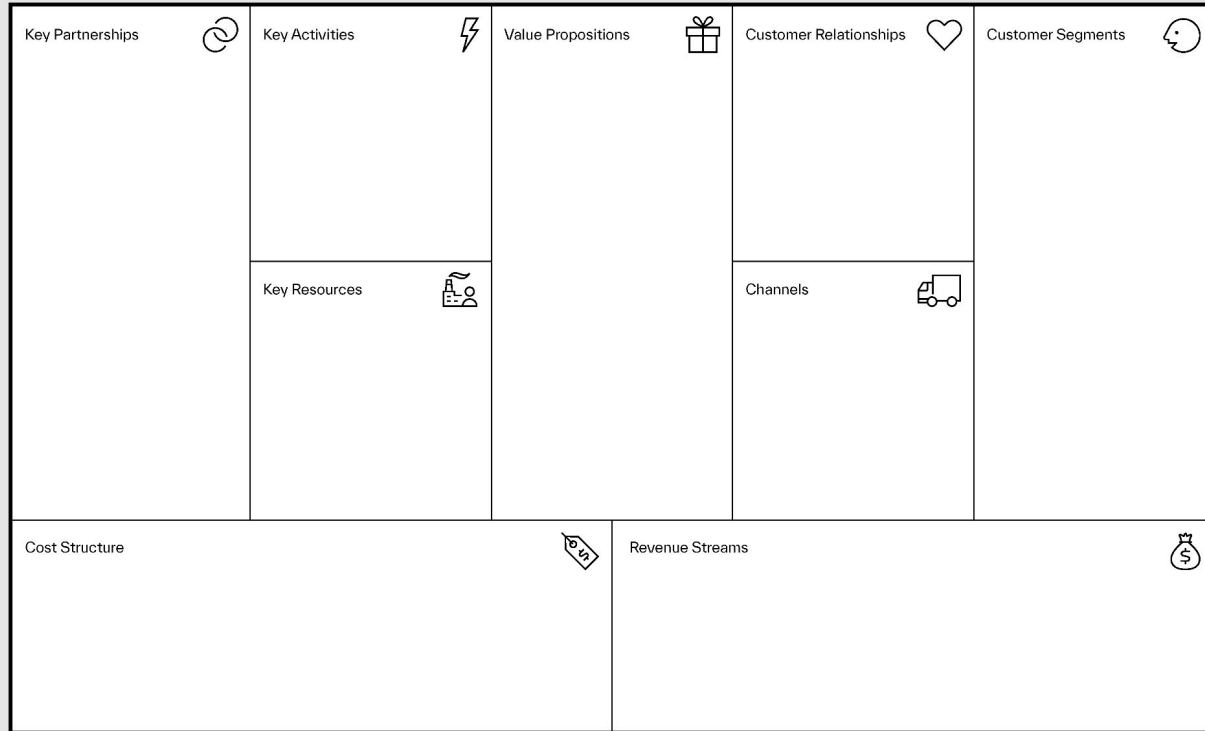 Key Partnerships
Key Activities
Value Propositions
Customer Relationships
Customer Segments
Key Resources
Channels
Cost Structure
$
Revenue Streams
$